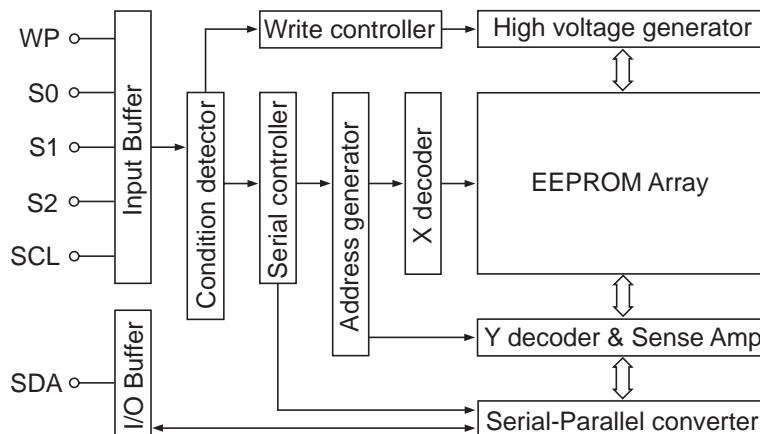 WP
S0
S1
S2
SCL
SDA
Input Buffer
I/O Buffer
Condition detector
Write controller
Serial controller
Address generator
X decoder
High voltage generator
EEPROM Array
Y decoder & Sense Amp
Serial-Parallel converter